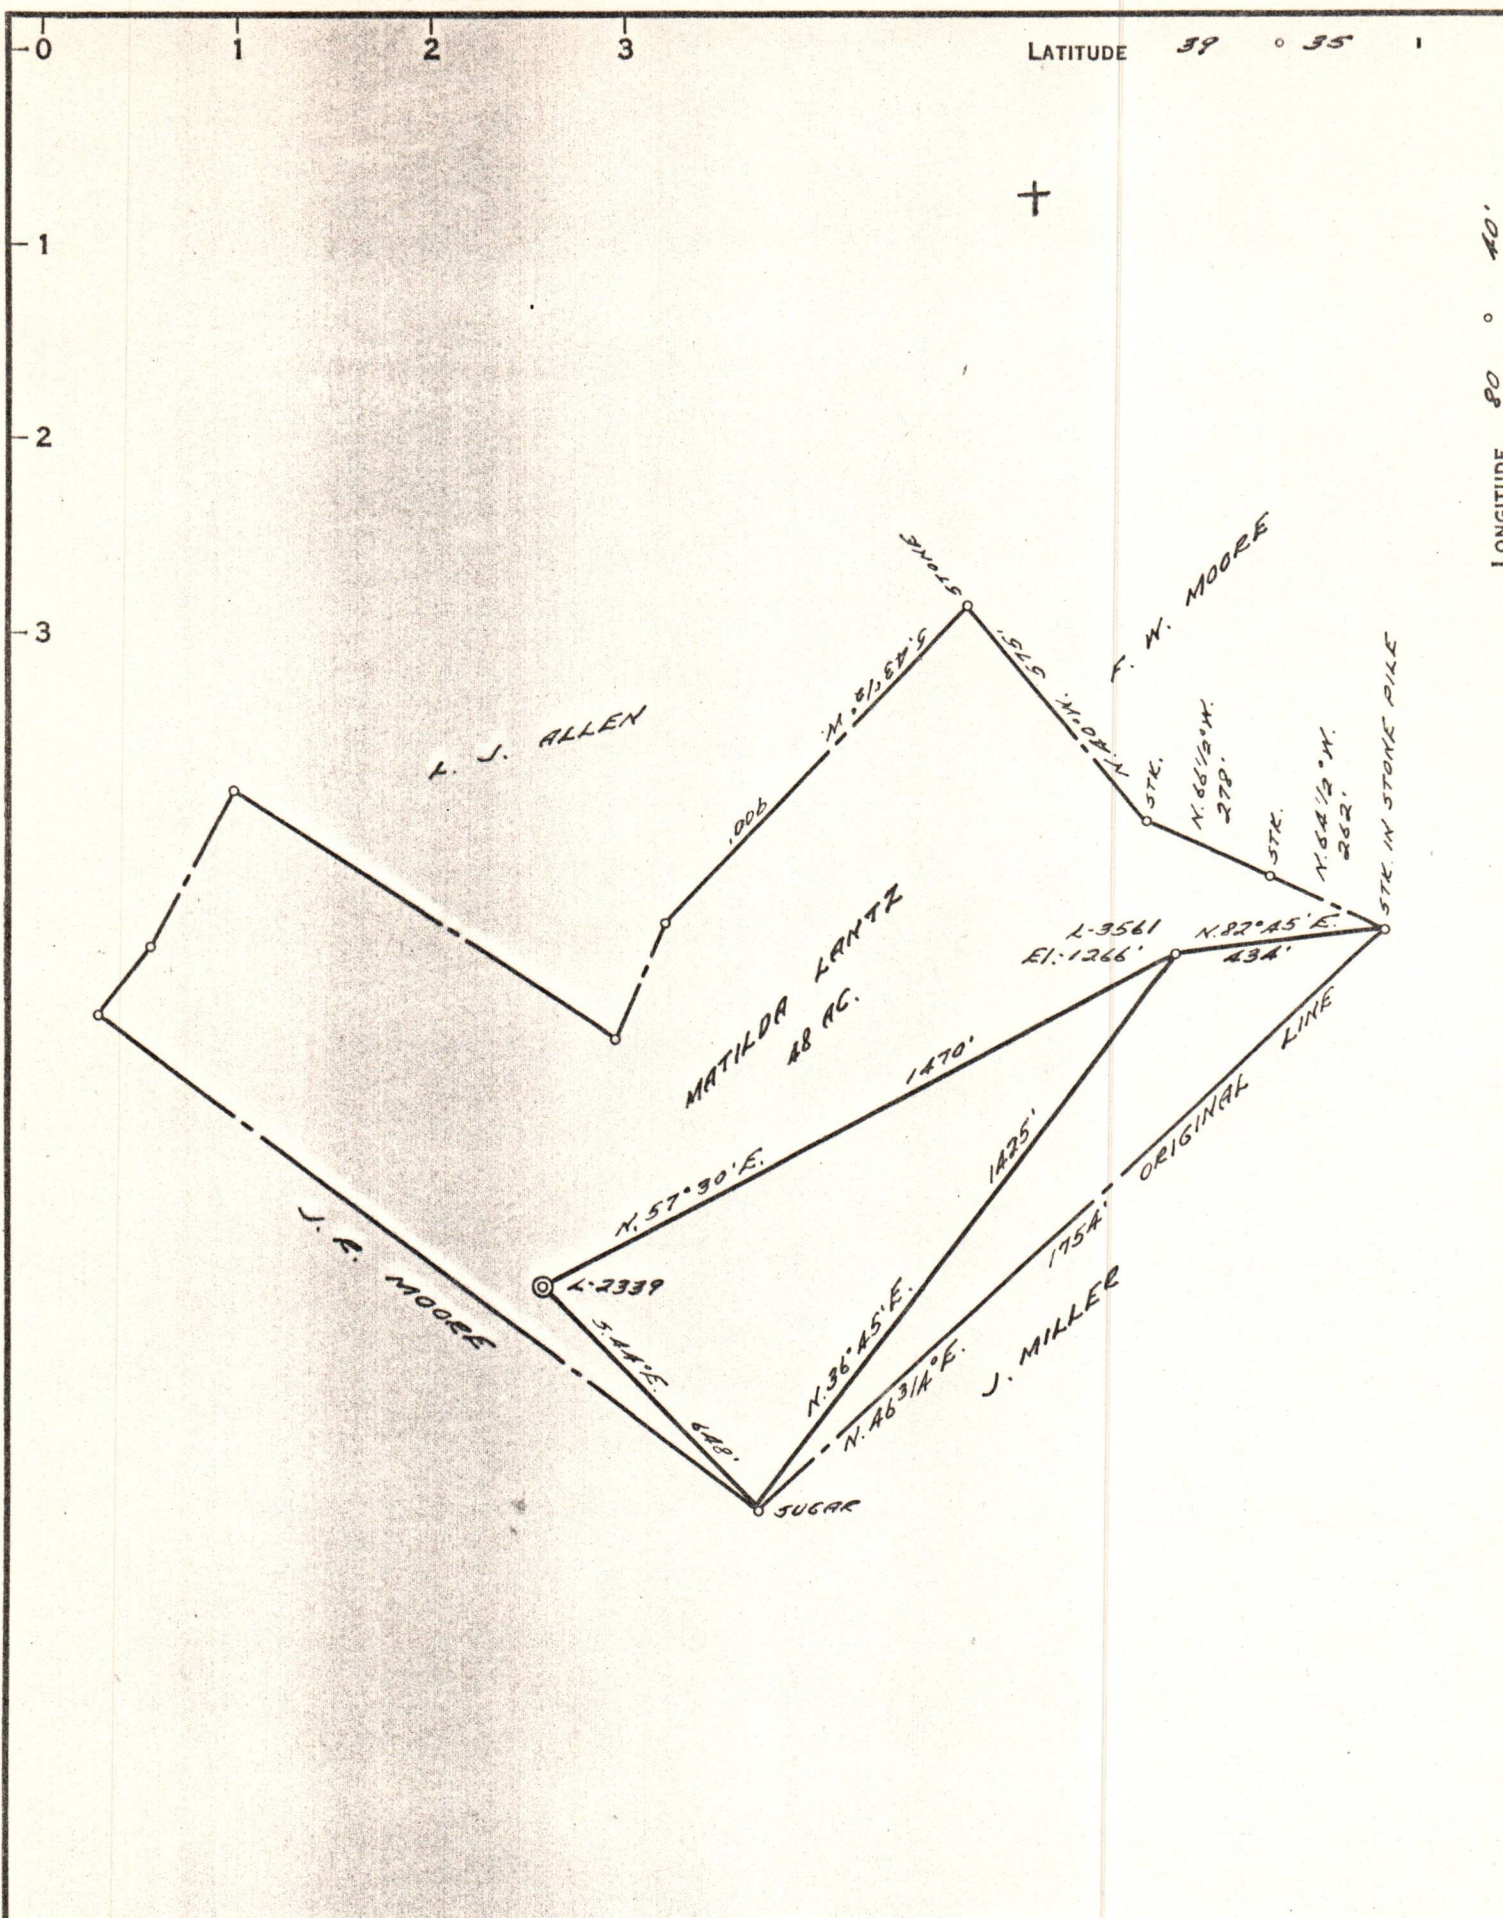 0 1 2 3 LATITUDE 39 ° 35 '
1
2
3
LONGITUDE 80 ° 40'
STONE
F. W. MOORE
S.43 1/2° W.
900'
N.40°W. 575'
L. J. ALLEN
STK.
N.66 1/2° W.
278'
STK.
N.64 1/2° W.
262'
STK. IN STONE PILE
MATILDA LANTZ
48 AC.
L-3561
El.-1266'
N.82°45'E.
434'
1470'
N.57°30'E.
1425'
N.36°45'E.
ORIGINAL LINE
1754'
N.46 3/4°E.
J. MILLER
J. R. MOORE
L-2339
S.44°E.
648'
SUGAR